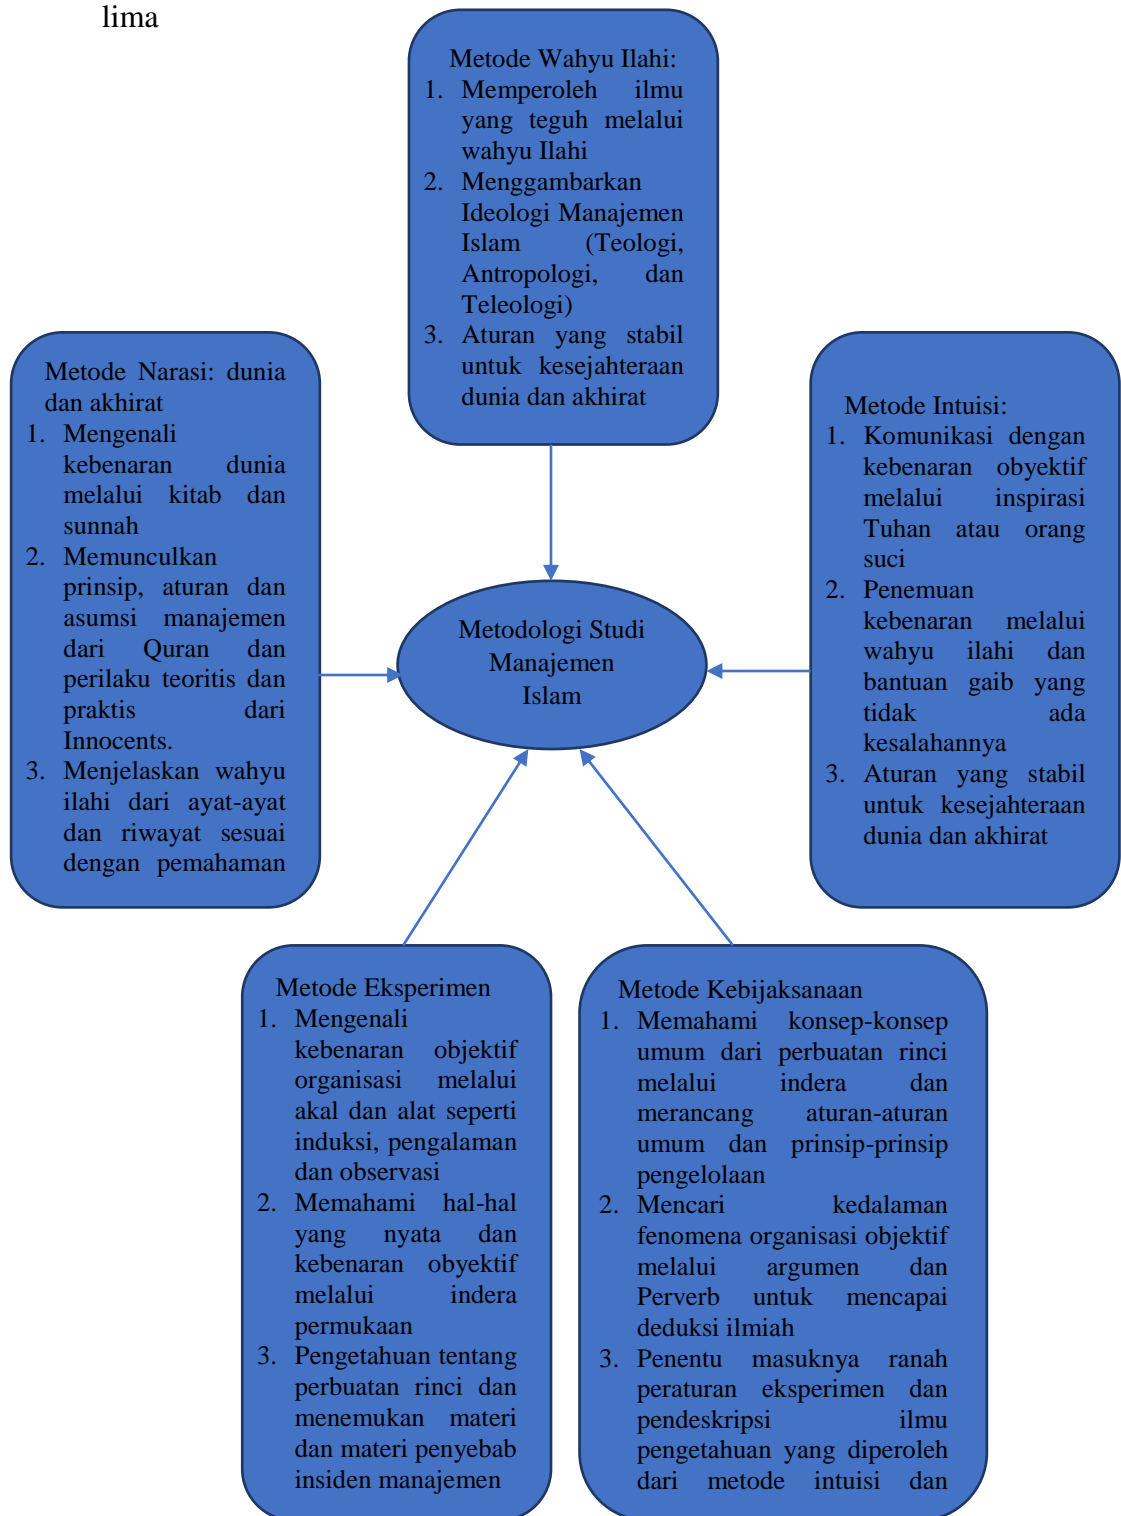 lima
Metode Wahyu Ilahi:
1. Memperoleh ilmu
yang teguh melalui
wahyu Ilahi
2. Menggambarkan
Ideologi Manajemen
Islam (Teologi,
Antropologi, dan
Teleologi)
3. Aturan yang stabil
untuk kesejahteraan
dunia dan akhirat
Metode Narasi: dunia
dan akhirat
1. Mengenali
kebenaran dunia
melalui kitab dan
sunnah
2. Memunculkan
prinsip, aturan dan
asumsi manajemen
dari Quran dan
perilaku teoritis dan
praktis dari
Innocents.
3. Menjelaskan wahyu
ilahi dari ayat-ayat
dan riwayat sesuai
dengan pemahaman
Metodologi Studi
Manajemen
Islam
Metode Intuisi:
1. Komunikasi dengan
kebenaran obyektif
melalui inspirasi
Tuhan atau orang
suci
2. Penemuan
kebenaran melalui
wahyu ilahi dan
bantuan gaib yang
tidak ada
kesalahannya
3. Aturan yang stabil
untuk kesejahteraan
dunia dan akhirat
Metode Eksperimen
1. Mengenali
kebenaran objektif
organisasi melalui
akal dan alat seperti
induksi, pengalaman
dan observasi
2. Memahami hal-hal
yang nyata dan
kebenaran obyektif
melalui indera
permukaan
3. Pengetahuan tentang
perbuatan rinci dan
menemukan materi
dan materi penyebab
insiden manajemen
Metode Kebijaksanaan
1. Memahami konsep-konsep
umum dari perbuatan rinci
melalui indera dan
merancang aturan-aturan
umum dan prinsip-prinsip
pengelolaan
2. Mencari kedalaman
fenomena organisasi objektif
melalui argumen dan
Perverb untuk mencapai
deduksi ilmiah
3. Penentu masuknya ranah
peraturan eksperimen dan
pendeskripsi ilmu
pengetahuan yang diperoleh
dari metode intuisi dan